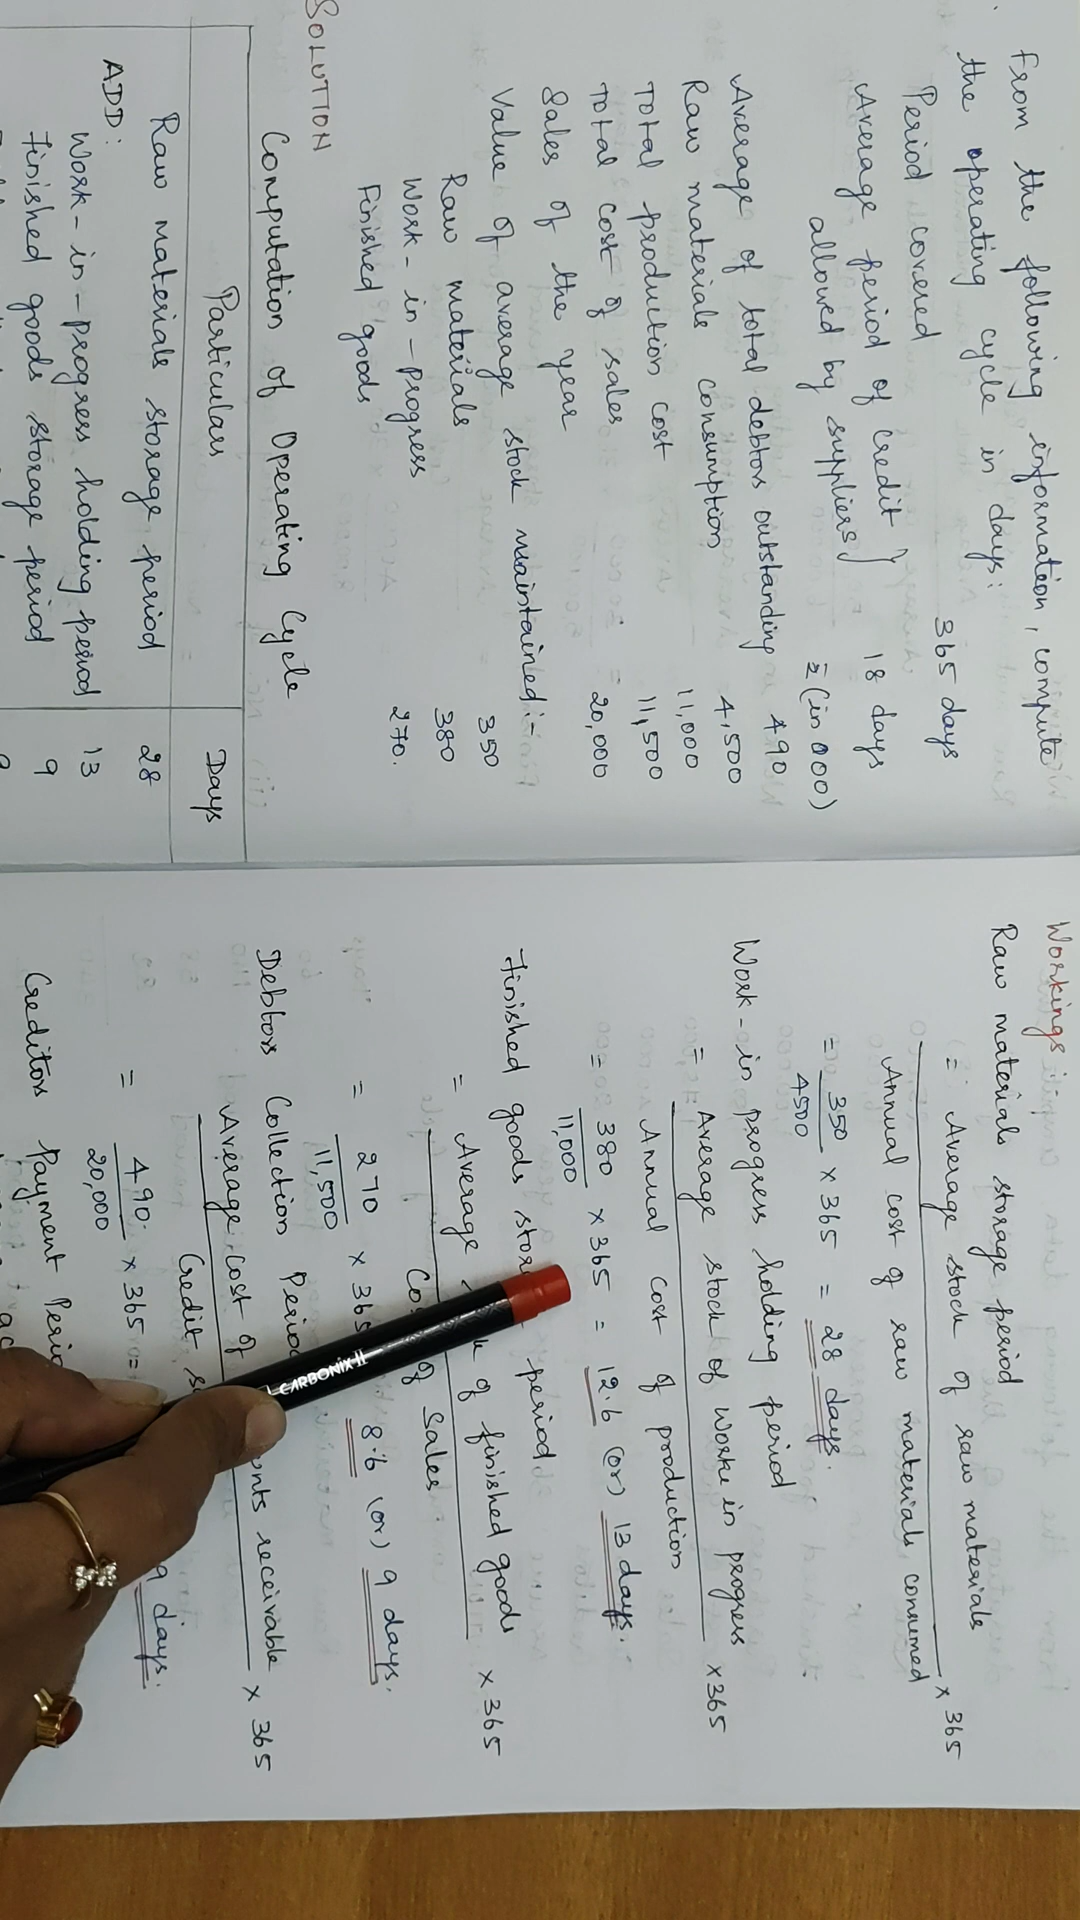 From the following information, compute
the operating cycle in days:
Period covered 365 days
Average period of credit } 18 days
allowed by suppliers } ₹ (in 000)
Average of total debtors outstanding 490
Raw materials consumption 4,500
Total production cost 11,000
Total cost of sales 11,500
Sales of the year 20,000
Value of average stock maintained:-
Raw materials 350
Work-in-progress 380
Finished goods 270.
SOLUTION
Computation of Operating Cycle
Particulars Days
Raw materials storage period 28
ADD:
Work-in-progress holding period 13
Finished goods storage period 9
Workings
Raw materials storage period
= Average stock of raw materials
Annual cost of raw materials consumed × 365
= 350
4500 × 365 = 28 days.
Work-in progress holding period
= Average stock of worke in progress
Annual cost of production × 365
= 380
11,000 × 365 = 12.6 (or) 13 days.
Finished goods period
= Average of finished goods
of Sales × 365
= 270
11,500 × 365 8.6 (or) 9 days.
Debtors Collection
Average cost of receivable
Credit × 365
= 490
20,000 × 365 = 9 days.
Creditors Payment